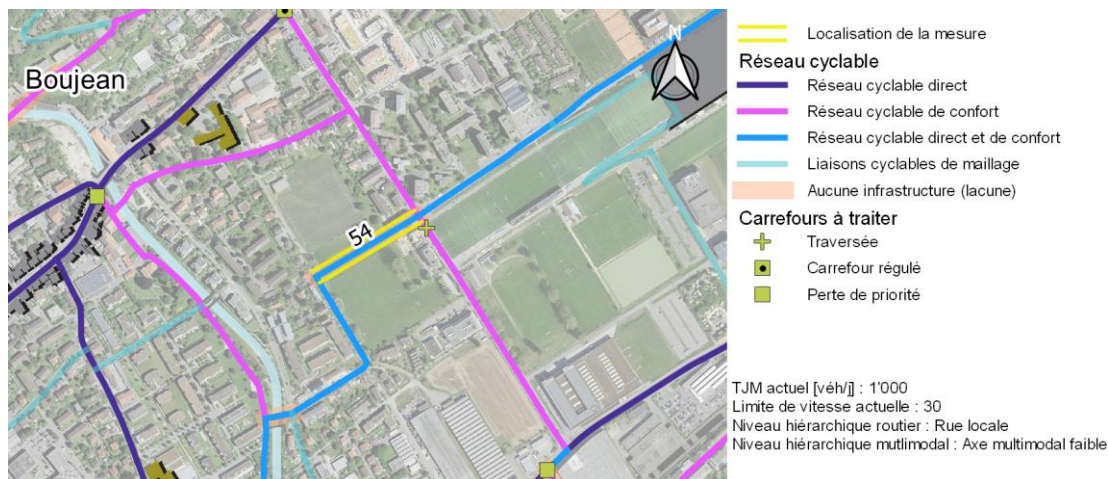 Boujean
54
N
Localisation de la mesure
Réseau cyclable
Réseau cyclable direct
Réseau cyclable de confort
Réseau cyclable direct et de confort
Liaisons cyclables de maillage
Aucune infrastructure (lacune)
Carrefours à traiter
Traversée
Carrefour régulé
Perte de priorité
TJM actuel [véh/j] : 1'000
Limite de vitesse actuelle : 30
Niveau hiérarchique routier : Rue locale
Niveau hiérarchique mutlimodal : Axe multimodal faible